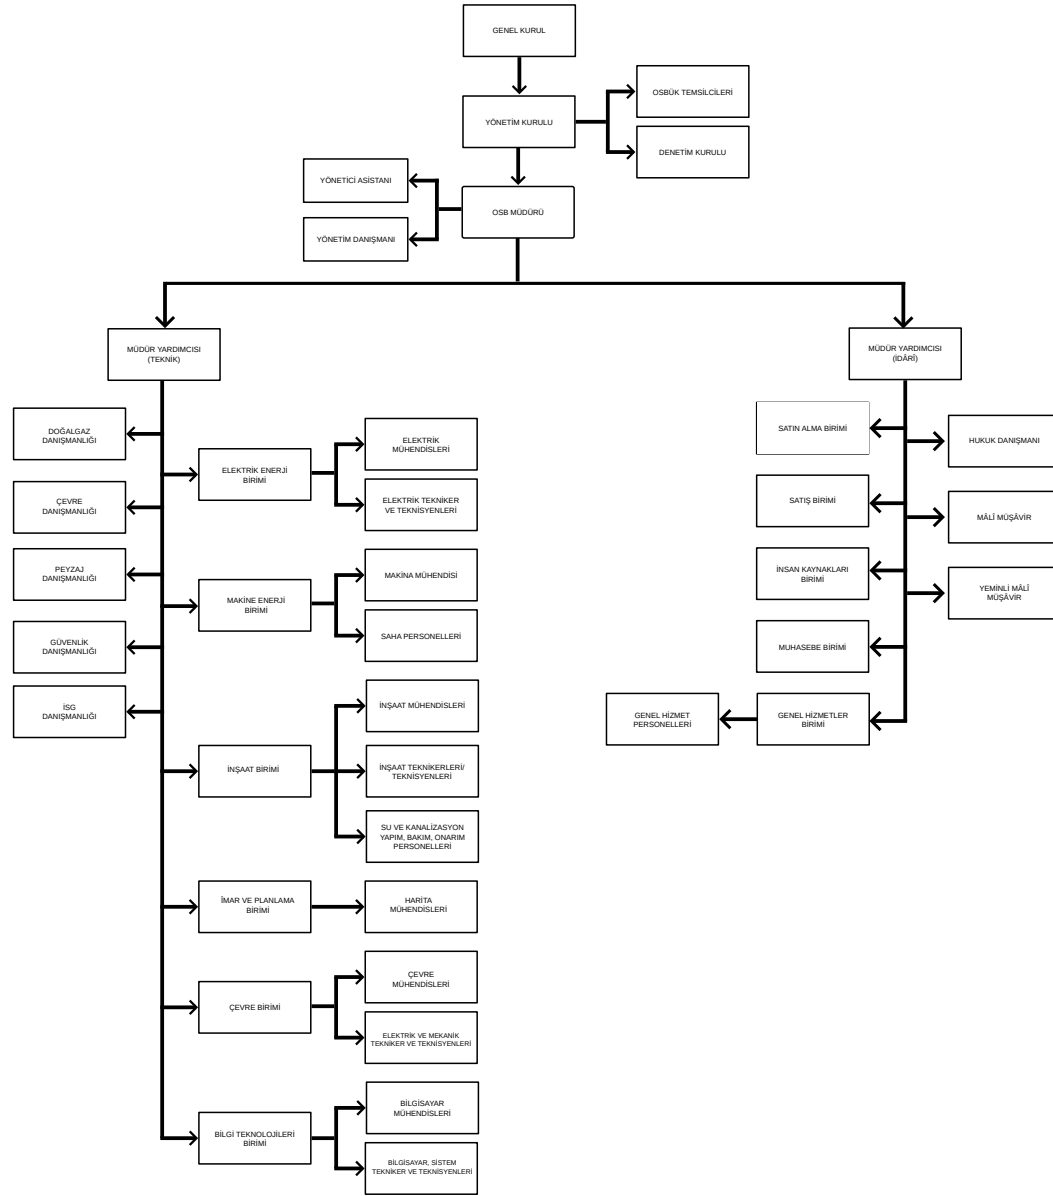 GENEL KURUL
YÖNETİM KURULU
OSBÜK TEMSİLCİLERİ
DENETİM KURULU
YÖNETİCİ ASİSTANI
YÖNETİM DANIŞMANI
OSB MÜDÜRÜ
MÜDÜR YARDIMCISI
(TEKNİK)
DOĞALGAZ
DANIŞMANLIĞI
ÇEVRE
DANIŞMANLIĞI
PEYZAJ
DANIŞMANLIĞI
GÜVENLİK
DANIŞMANLIĞI
İSG
DANIŞMANLIĞI
ELEKTRİK ENERJİ
BİRİMİ
ELEKTRİK
MÜHENDİSLERİ
ELEKTRİK TEKNİKER
VE TEKNİSYENLERİ
MAKİNE ENERJİ
BİRİMİ
MAKİNA MÜHENDİSİ
SAHA PERSONELLERİ
İNŞAAT BİRİMİ
İNŞAAT MÜHENDİSLERİ
İNŞAAT TEKNİKERLERİ/
TEKNİSYENLERİ
SU VE KANALİZASYON
YAPIM, BAKIM, ONARIM
PERSONELLERİ
İMAR VE PLANLAMA
BİRİMİ
HARİTA
MÜHENDİSLERİ
ÇEVRE BİRİMİ
ÇEVRE
MÜHENDİSLERİ
ELEKTRİK VE MEKANİK
TEKNİKER VE TEKNİSYENLERİ
BİLGİ TEKNOLOJİLERİ
BİRİMİ
BİLGİSAYAR
MÜHENDİSLERİ
BİLGİSAYAR, SİSTEM
TEKNİKER VE TEKNİSYENLERİ
MÜDÜR YARDIMCISI
(İDÂRÎ)
SATIN ALMA BİRİMİ
SATIŞ BİRİMİ
İNSAN KAYNAKLARI
BİRİMİ
MUHASEBE BİRİMİ
GENEL HİZMETLER
BİRİMİ
GENEL HİZMET
PERSONELLERİ
HUKUK DANIŞMANI
MÂLÎ MÜŞÂVİR
YEMİNLİ MÂLÎ
MÜŞÂVİR